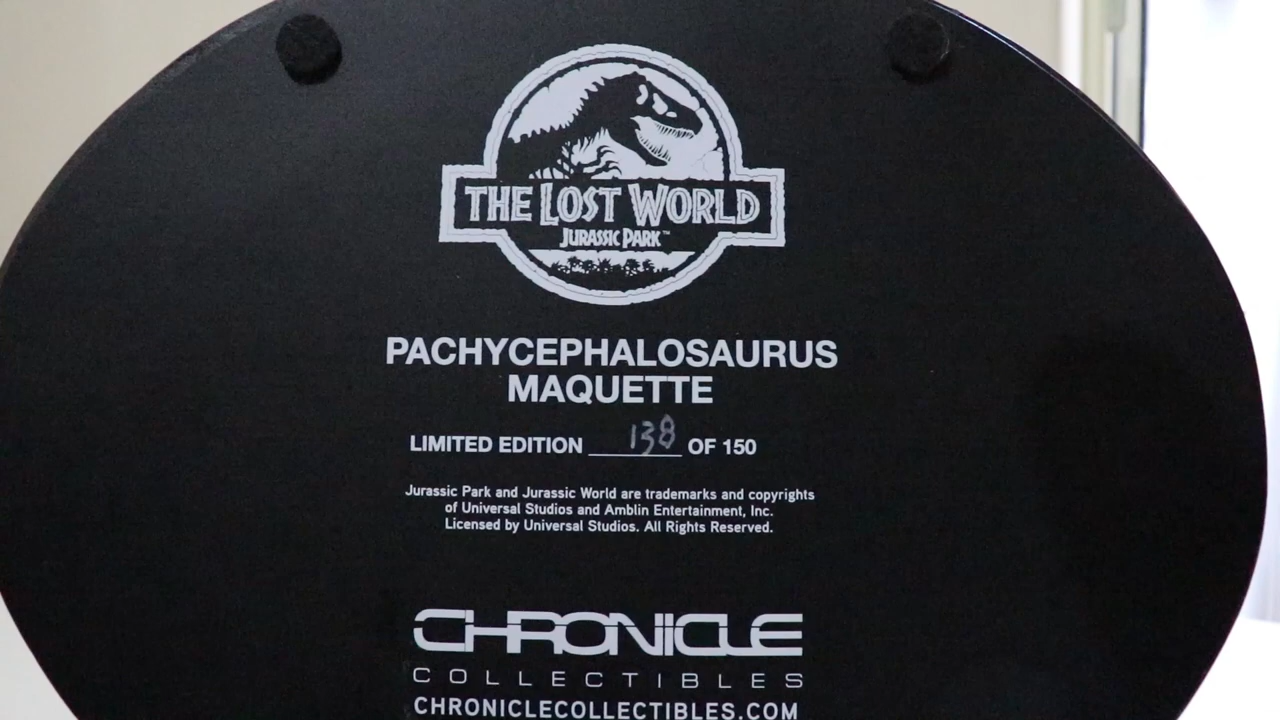 THE LOST WORLD
JURASSIC PARK™
PACHYCEPHALOSAURUS
MAQUETTE
LIMITED EDITION 138 OF 150
Jurassic Park and Jurassic World are trademarks and copyrights
of Universal Studios and Amblin Entertainment, Inc.
Licensed by Universal Studios. All Rights Reserved.
CHRONICLE
COLLECTIBLES
CHRONICLECOLLECTIBLES.COM